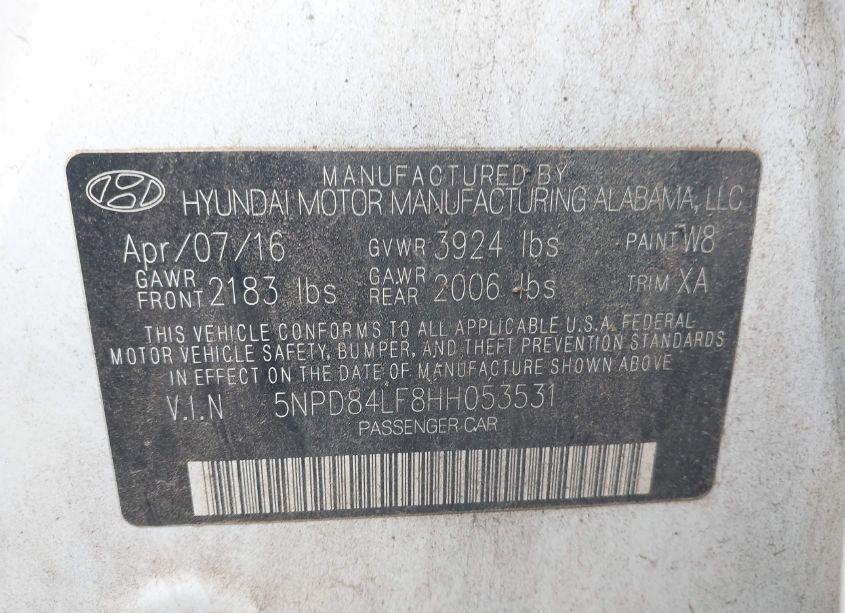 MANUFACTURED BY
HYUNDAI MOTOR MANUFACTURING ALABAMA, LLC
Apr/07/16 GVWR 3924 lbs PAINT W8
GAWR FRONT 2183 lbs GAWR REAR 2006 lbs TRIM XA
THIS VEHICLE CONFORMS TO ALL APPLICABLE U.S.A. FEDERAL
MOTOR VEHICLE SAFETY, BUMPER, AND THEFT PREVENTION STANDARDS
IN EFFECT ON THE DATE OF MANUFACTURE SHOWN ABOVE
V.I.N 5NPD84LF8HH053531
PASSENGER CAR